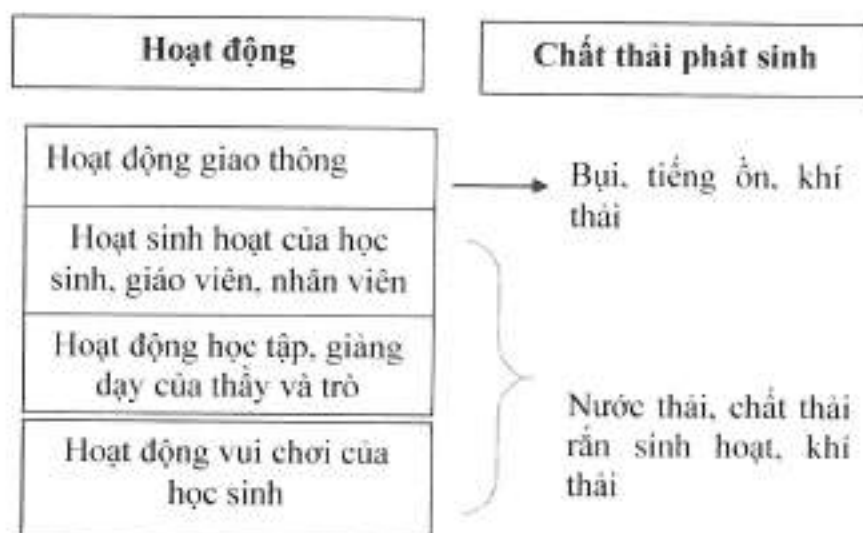 Hoạt động
Chất thải phát sinh
Hoạt động giao thông
Bụi, tiếng ồn, khí
thải
Hoạt sinh hoạt của học
sinh, giáo viên, nhân viên
Hoạt động học tập, giảng
dạy của thầy và trò
Hoạt động vui chơi của
học sinh
Nước thải, chất thải
rắn sinh hoạt, khí
thải